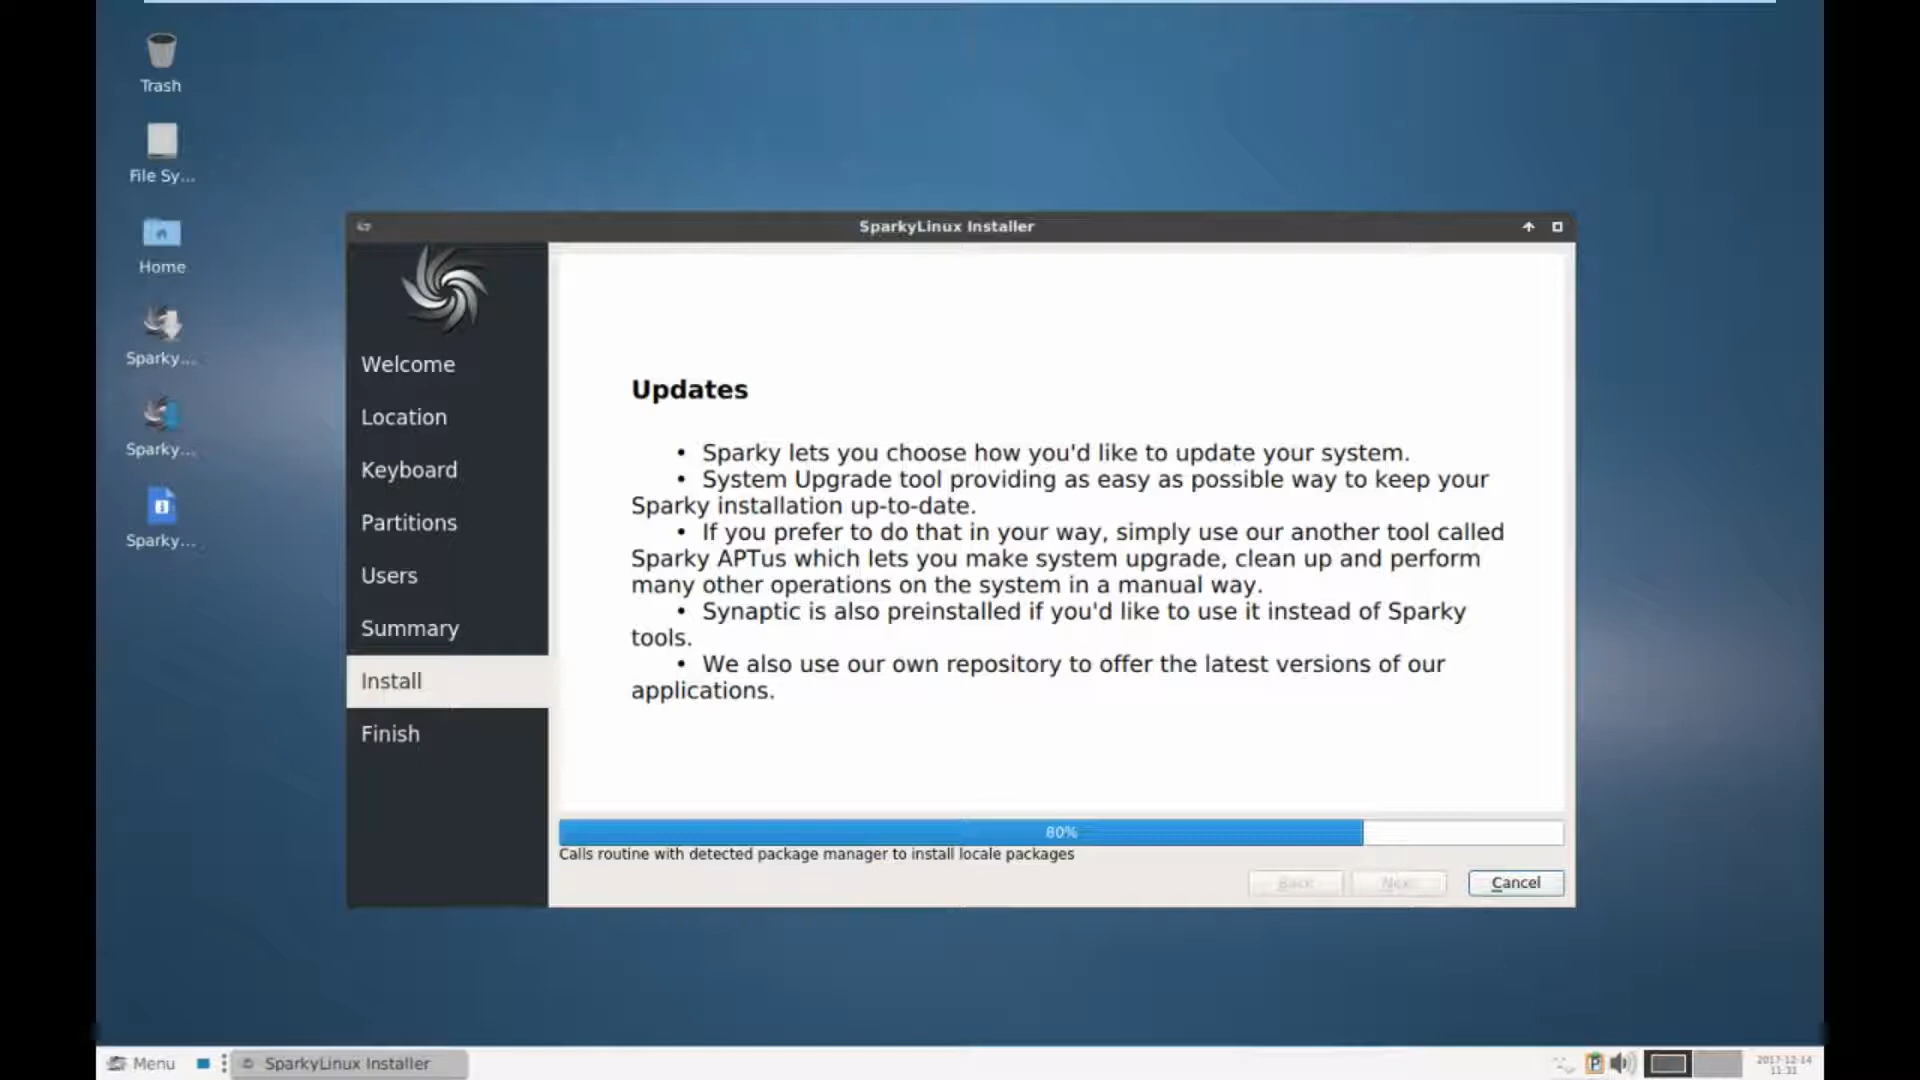 Trash
File Sy...
Home
Sparky...
Sparky...
Sparky...
SparkyLinux Installer
Welcome
Location
Keyboard
Partitions
Users
Summary
Install
Finish
Updates
• Sparky lets you choose how you'd like to update your system.
• System Upgrade tool providing as easy as possible way to keep your
Sparky installation up-to-date.
• If you prefer to do that in your way, simply use our another tool called
Sparky APTus which lets you make system upgrade, clean up and perform
many other operations on the system in a manual way.
• Synaptic is also preinstalled if you'd like to use it instead of Sparky
tools.
• We also use our own repository to offer the latest versions of our
applications.
80%
Calls routine with detected package manager to install locale packages
Back
Next
Cancel
Menu
SparkyLinux Installer
2017-12-14